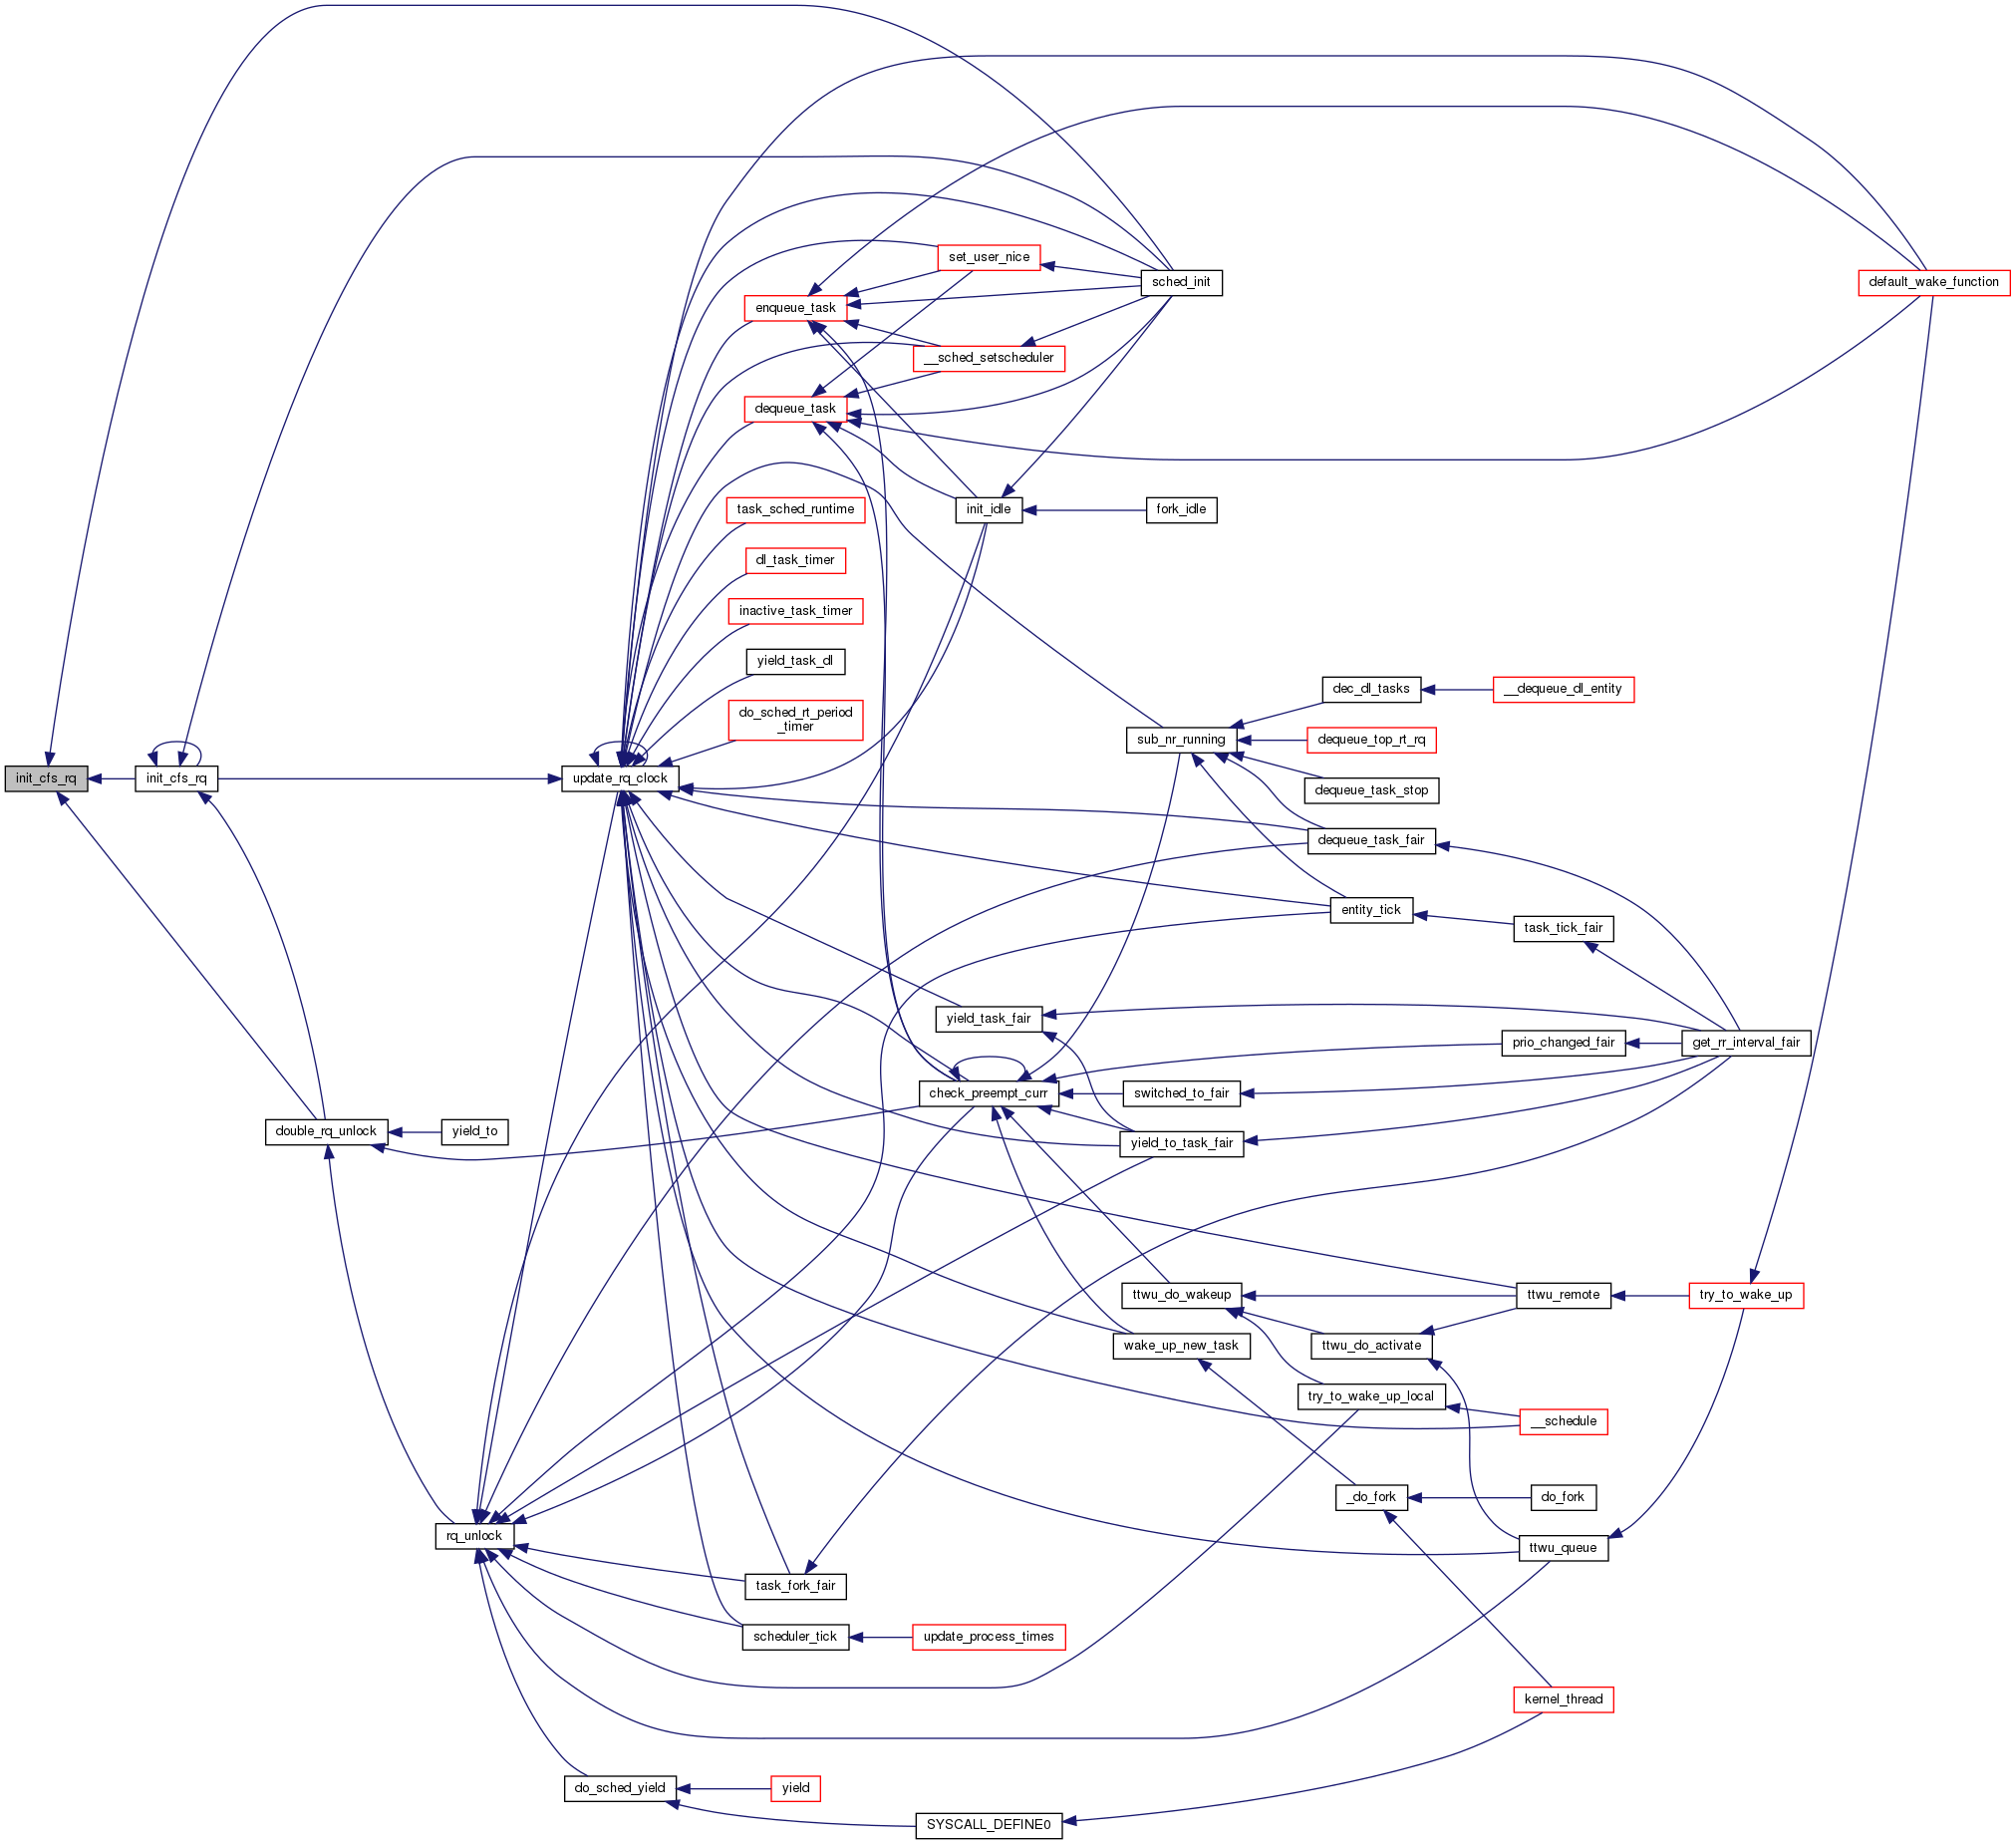 set_user_nice
sched_init
default_wake_function
enqueue_task
__sched_setscheduler
dequeue_task
task_sched_runtime
init_idle
fork_idle
dl_task_timer
inactive_task_timer
yield_task_dl
dec_dl_tasks
__dequeue_dl_entity
do_sched_rt_period
_timer
sub_nr_running
dequeue_top_rt_rq
init_cfs_rq
init_cfs_rq
update_rq_clock
dequeue_task_stop
dequeue_task_fair
entity_tick
task_tick_fair
yield_task_fair
prio_changed_fair
get_rr_interval_fair
check_preempt_curr
switched_to_fair
double_rq_unlock
yield_to
yield_to_task_fair
ttwu_do_wakeup
ttwu_remote
try_to_wake_up
wake_up_new_task
ttwu_do_activate
try_to_wake_up_local
__schedule
_do_fork
do_fork
rq_unlock
ttwu_queue
task_fork_fair
scheduler_tick
update_process_times
kernel_thread
do_sched_yield
yield
SYSCALL_DEFINE0